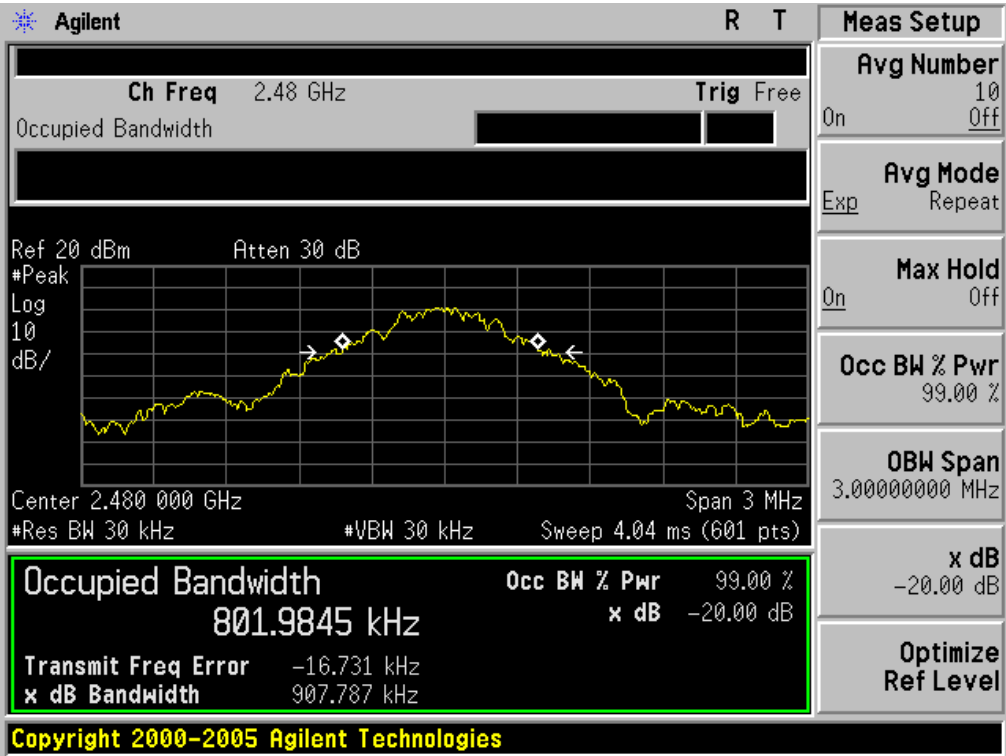 Agilent R T
Ch Freq 2.48 GHz Trig Free
Occupied Bandwidth
Ref 20 dBm Atten 30 dB
#Peak
Log
10
dB/
Center 2.480 000 GHz Span 3 MHz
#Res BW 30 kHz #VBW 30 kHz Sweep 4.04 ms (601 pts)
Occupied Bandwidth Occ BW % Pwr 99.00 %
801.9845 kHz x dB -20.00 dB
Transmit Freq Error -16.731 kHz
x dB Bandwidth 907.787 kHz
Copyright 2000-2005 Agilent Technologies
Meas Setup
Avg Number
10
On Off
Avg Mode
Exp Repeat
Max Hold
On Off
Occ BW % Pwr
99.00 %
OBW Span
3.00000000 MHz
x dB
-20.00 dB
Optimize
Ref Level